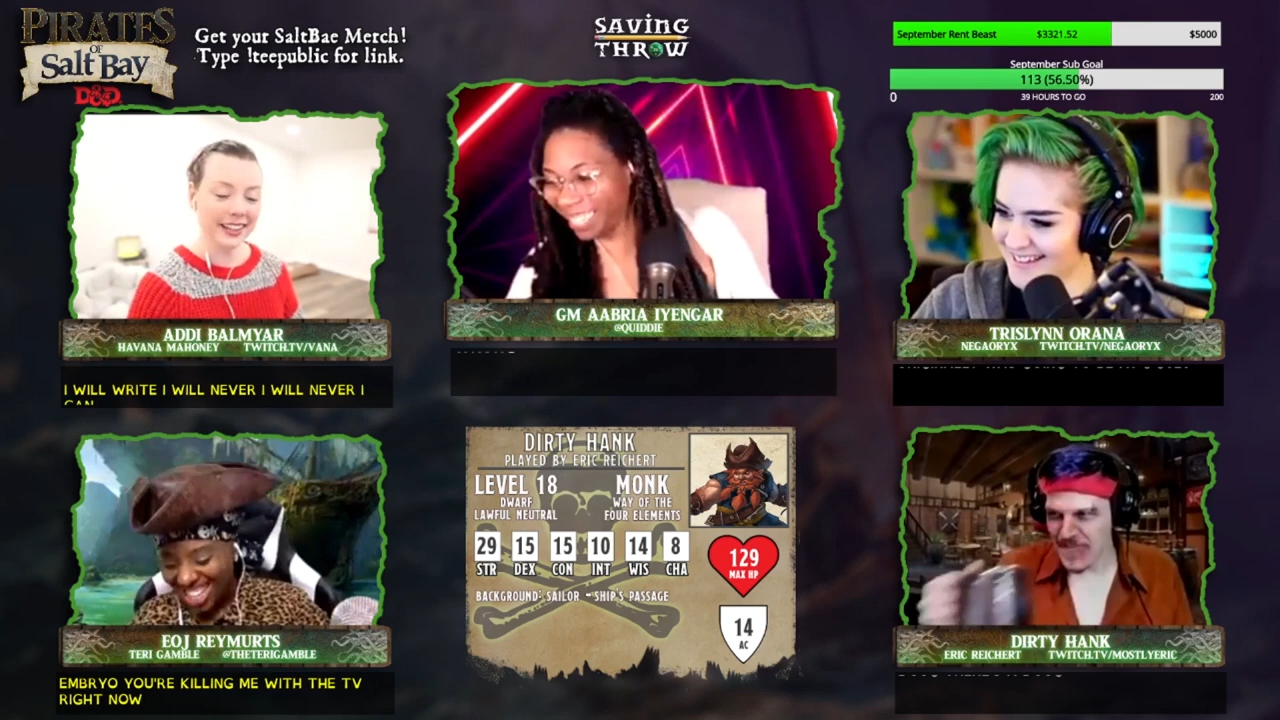 PIRATES
OF
Salt Bay
D&D
Get your SaltBae Merch!
Type !teepublic for link.
SAVING
THROW
September Rent Beast $3321.52 $5000
September Sub Goal
113 (56.50%)
0 39 HOURS TO GO 200
ADDI BALMYAR
HAVANA MAHONEY TWITCH.TV/VANA
I WILL WRITE I WILL NEVER I WILL NEVER I
CAN
GM AABRIA IYENGAR
@QUIDDIE
TRISLYNN ORANA
NEGAORYX TWITCH.TV/NEGAORYX
EOJ REYMURTS
TERI GAMBLE @THETERIGAMBLE
EMBRYO YOU'RE KILLING ME WITH THE TV
RIGHT NOW
DIRTY HANK
PLAYED BY ERIC REICHERT
LEVEL 18 MONK
DWARF WAY OF THE
LAWFUL NEUTRAL FOUR ELEMENTS
29 15 15 10 14 8
STR DEX CON INT WIS CHA
129
MAX HP
BACKGROUND: SAILOR - SHIP'S PASSAGE
14
AC
DIRTY HANK
ERIC REICHERT TWITCH.TV/MOSTLYERIC